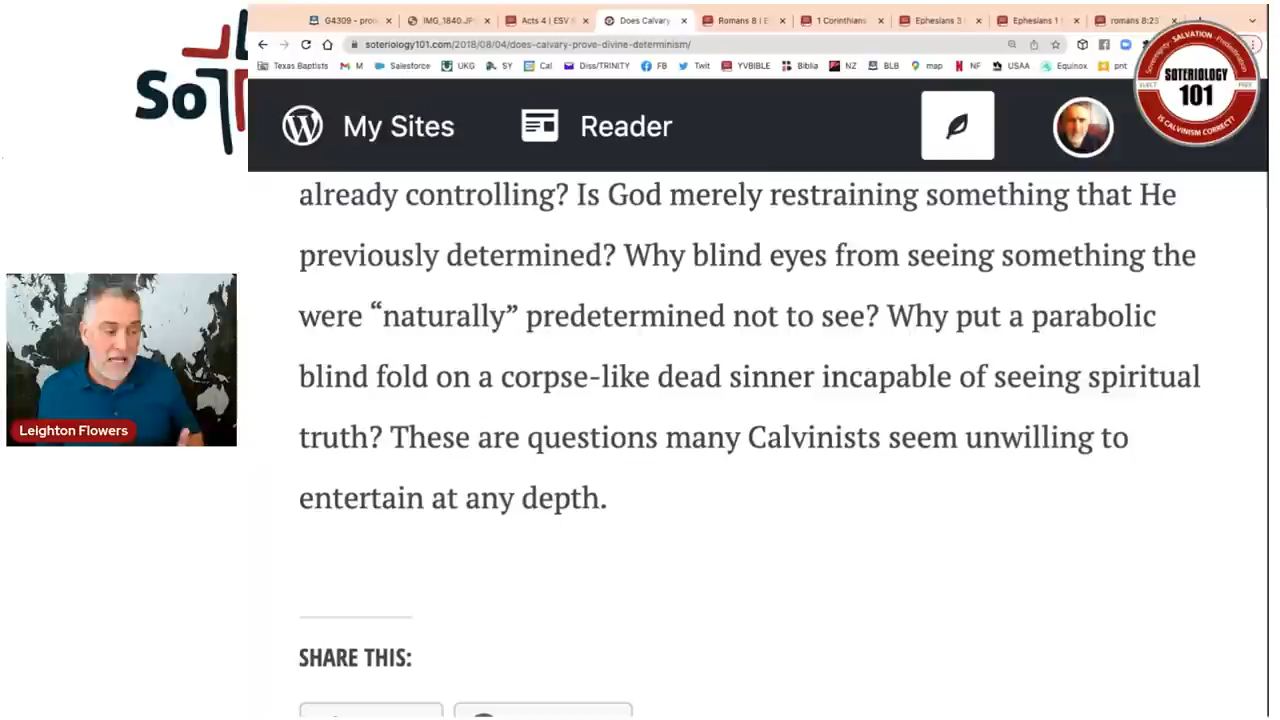 G4309 - pro
IMG_1840.JP
Acts 4 | ESV
Does Calvary
Romans 8 | E
1 Corinthians
Ephesians 3
Ephesians 1
romans 8:23
soteriology101.com/2018/08/04/does-calvary-prove-divine-determinism/
Texas Baptists
M
Salesforce
UKG
SY
Cal
Diss/TRINITY
FB
Twit
YVBIBLE
Biblia
NZ
BLB
map
NF
USAA
Equinox
pnt
SALVATION
SOTERIOLOGY
101
IS CALVINISM CORRECT?
So
My Sites
Reader
already controlling? Is God merely restraining something that He
previously determined? Why blind eyes from seeing something the
were “naturally” predetermined not to see? Why put a parabolic
blind fold on a corpse-like dead sinner incapable of seeing spiritual
truth? These are questions many Calvinists seem unwilling to
entertain at any depth.
SHARE THIS:
Leighton Flowers